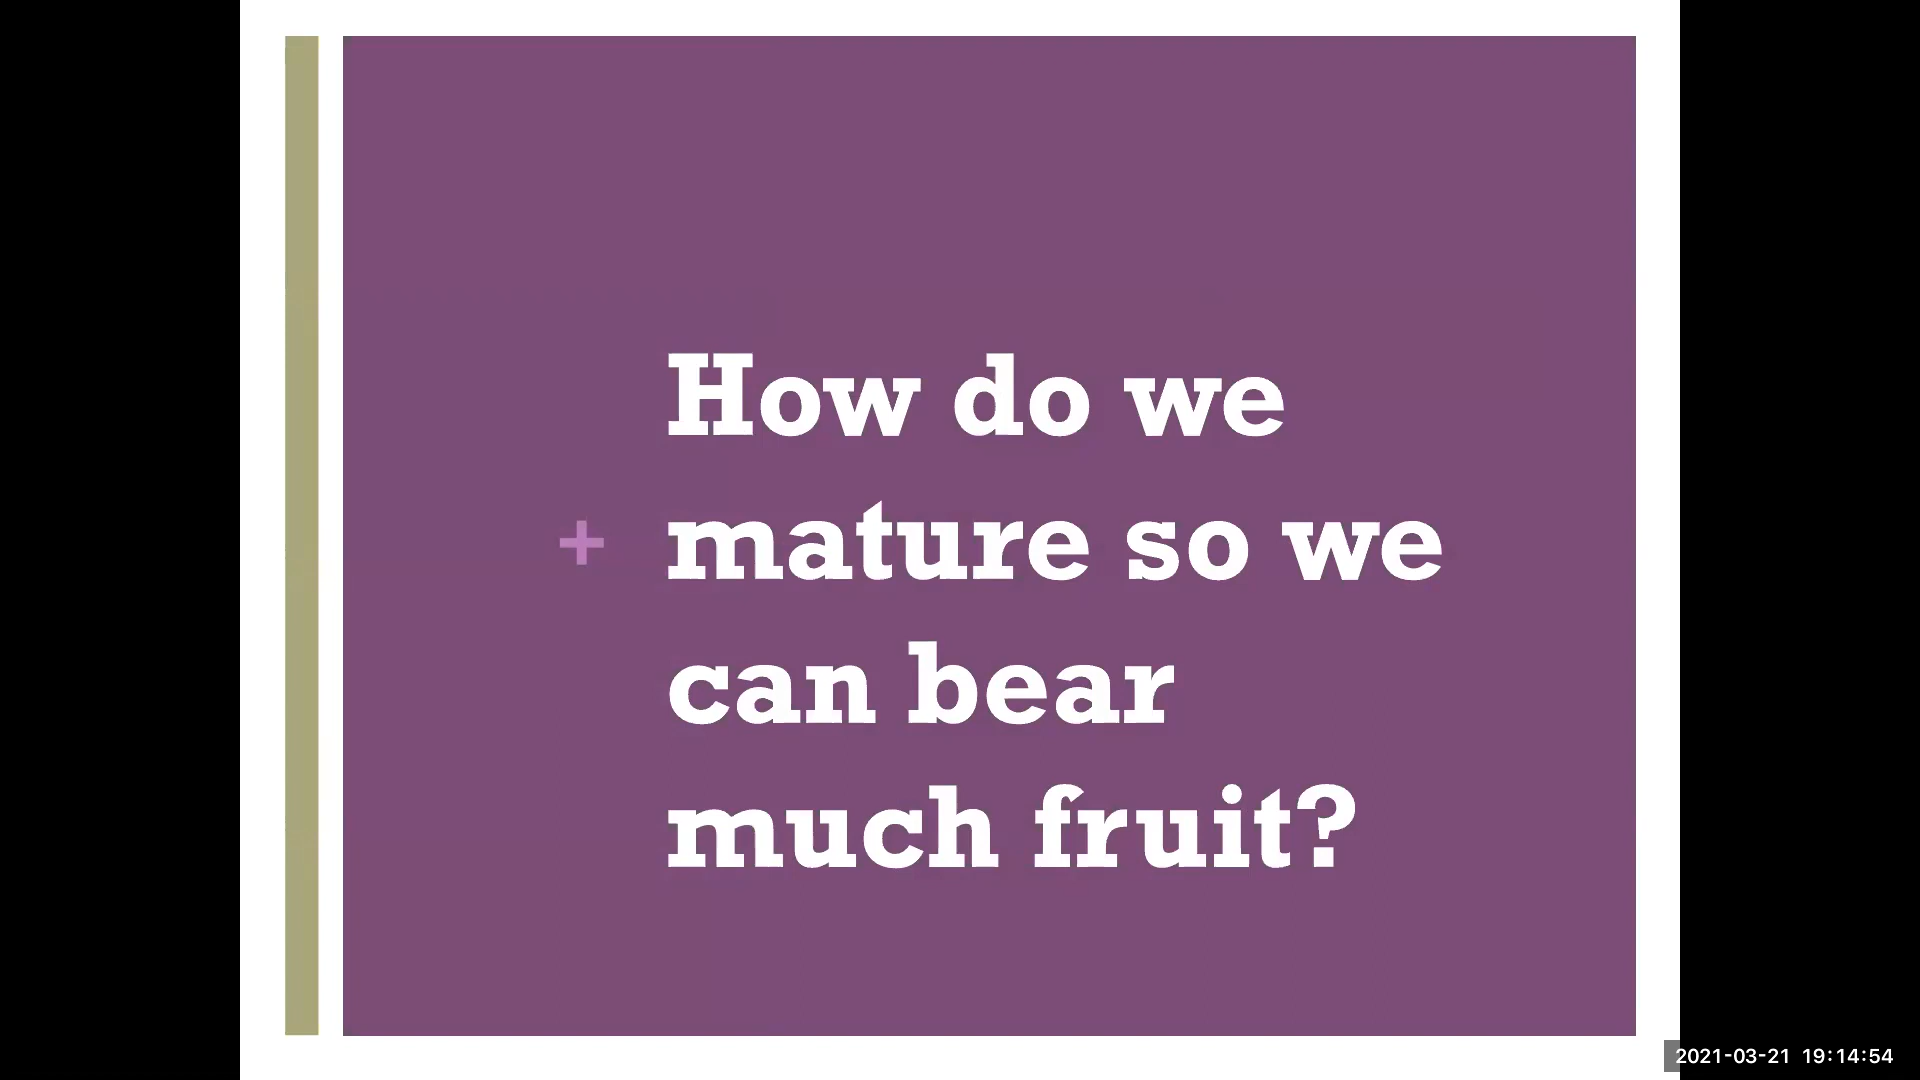 How do we
+ mature so we
can bear
much fruit?
2021-03-21 19:14:54